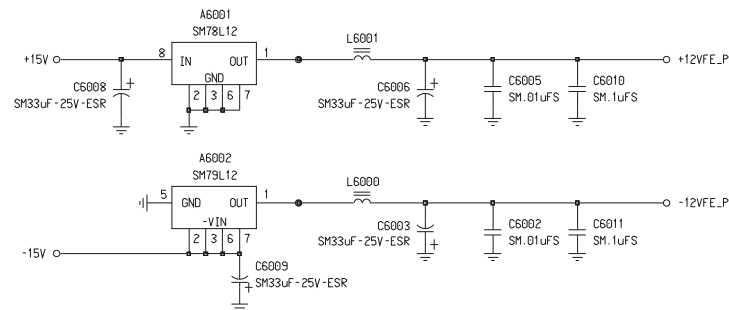 A6001
SM78L12
L6001
+15V
8
IN
OUT
1
+12VFE_P
GND
C6008
SM33uF-25V-ESR
+
2
3
6
7
C6006
SM33uF-25V-ESR
+
C6005
SM.01uFS
C6010
SM.1uFS
A6002
SM79L12
L6000
5
GND
OUT
1
-12VFE_P
-VIN
2
3
6
7
C6003
SM33uF-25V-ESR
+
C6002
SM.01uFS
C6011
SM.1uFS
-15V
C6009
SM33uF-25V-ESR
+